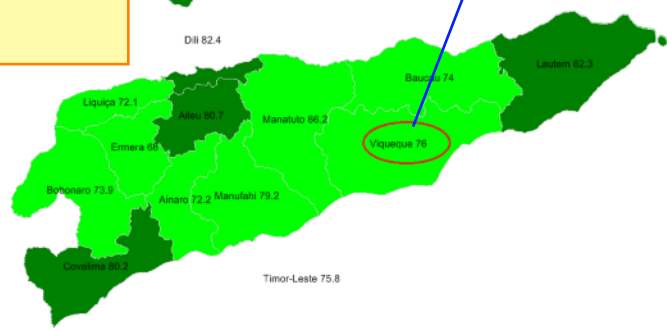 Dili 82.4
Lautem 82.3
Baucau 74
Liquiça 72.1
Aileu 80.7
Manatuto 66.2
Ermera 68
Viqueque 76
Bobonaro 73.9
Ainaro 72.2
Manufahi 79.2
Covalima 80.2
Timor-Leste 75.8